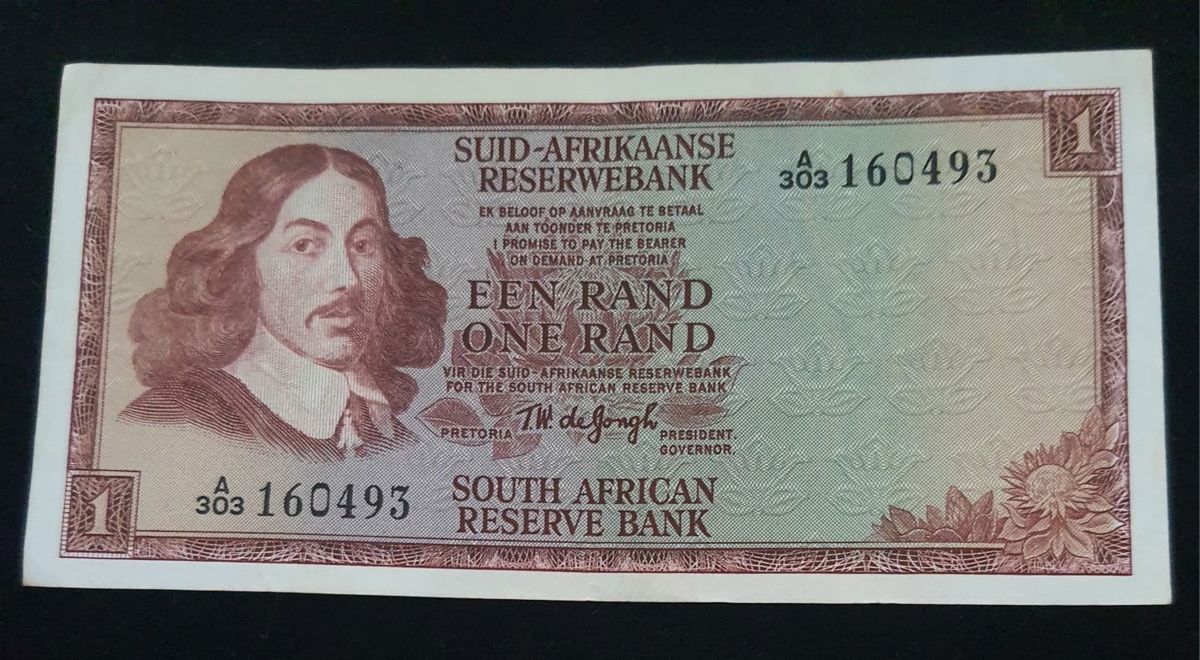 1
SUID-AFRIKAANSE
RESERWEBANK
A/303 160493
EK BELOOF OP AANVRAAG TE BETAAL
AAN TOONDER TE PRETORIA
I PROMISE TO PAY THE BEARER
ON DEMAND AT PRETORIA
EEN RAND
ONE RAND
VIR DIE SUID-AFRIKAANSE RESERWEBANK
FOR THE SOUTH AFRICAN RESERVE BANK
PRETORIA T.W. de Jongh PRESIDENT.
GOVERNOR.
1
A/303 160493
SOUTH AFRICAN
RESERVE BANK